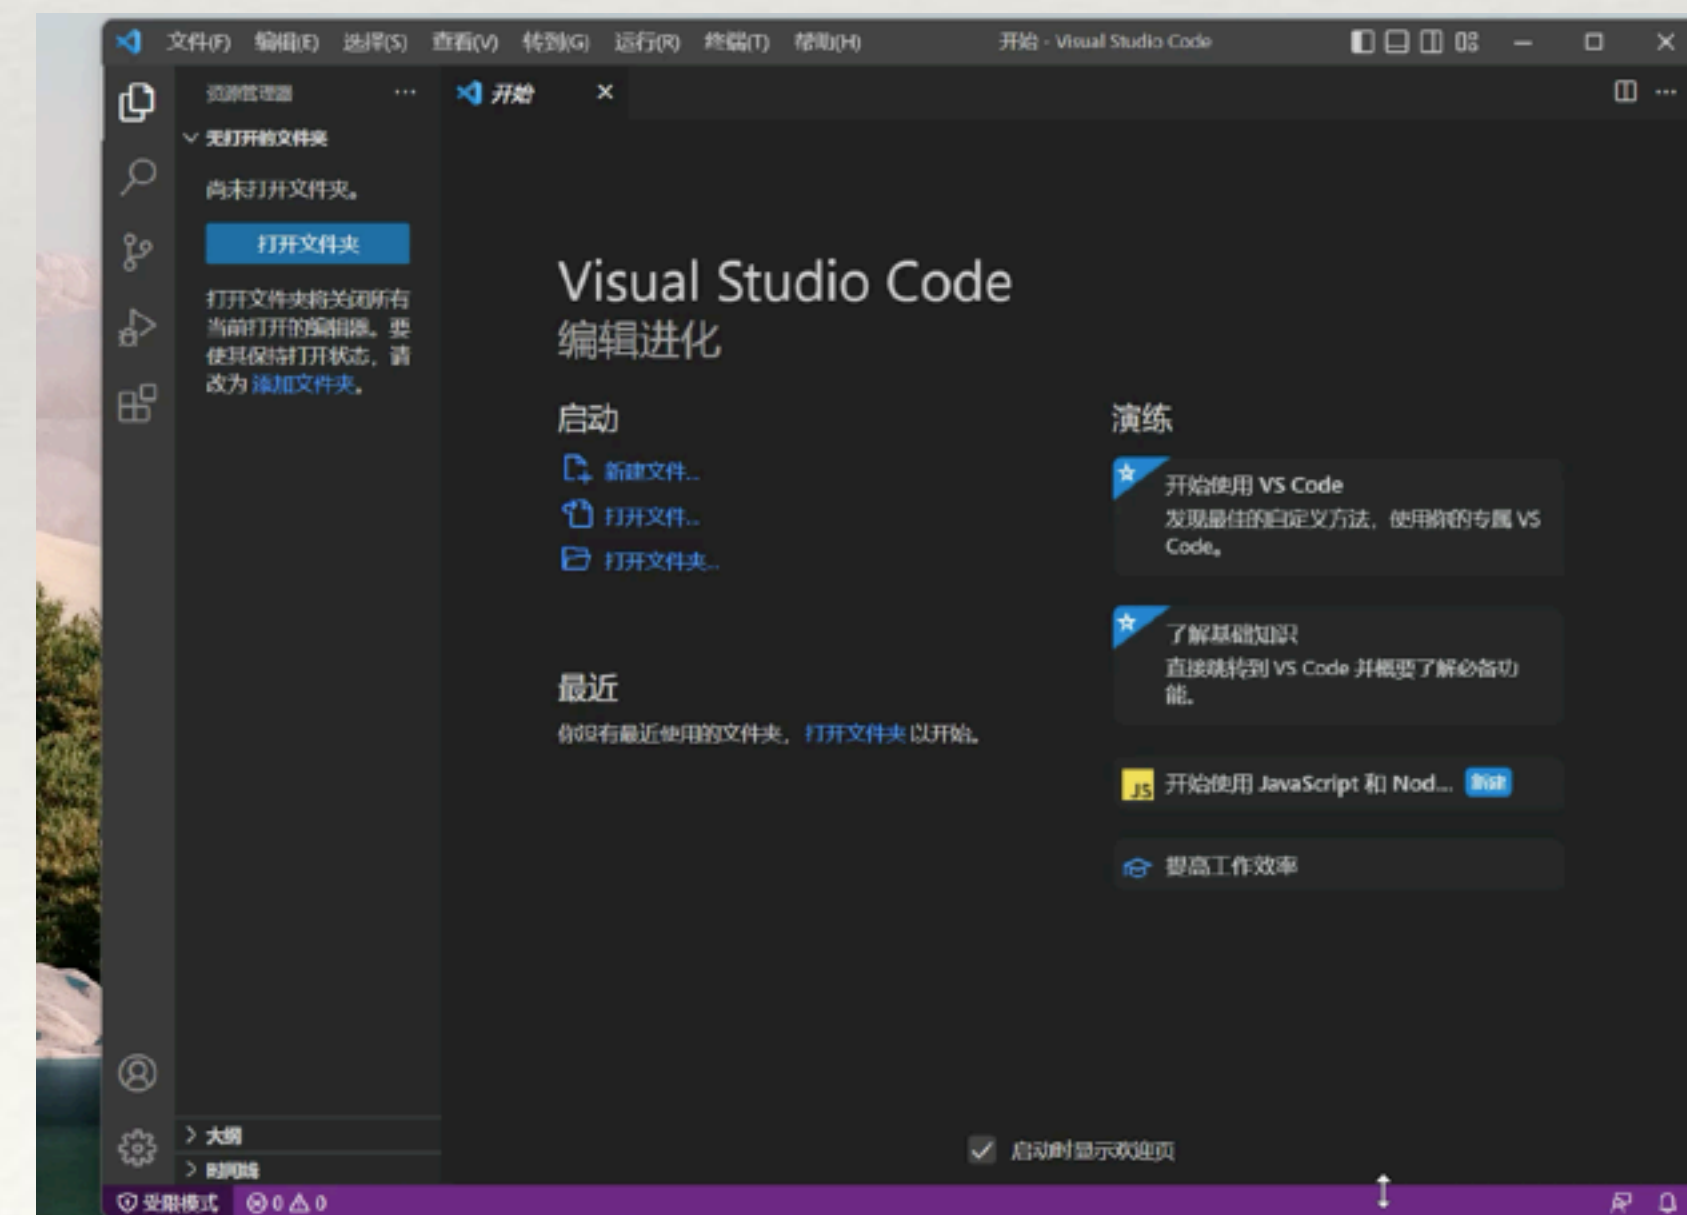 文件(F) 编辑(E) 选择(S) 查看(V) 转到(G) 运行(R) 终端(T) 帮助(H) 开始 - Visual Studio Code
资源管理器
开始
无打开的文件夹
尚未打开文件夹。
打开文件夹
打开文件夹将关闭所有
当前打开的编辑器。要
使其保持打开状态，请
改为 添加文件夹。
Visual Studio Code
编辑进化
启动
新建文件...
打开文件...
打开文件夹...
最近
你没有最近使用的文件夹，打开文件夹 以开始。
演练
开始使用 VS Code
发现最佳的自定义方法，使用你的专属 VS
Code。
了解基础知识
直接跳转到 VS Code 并概要了解必备功
能。
JS 开始使用 JavaScript 和 Nod... 新建
提高工作效率
启动时显示欢迎页
大纲
时间线
受限模式 0 0